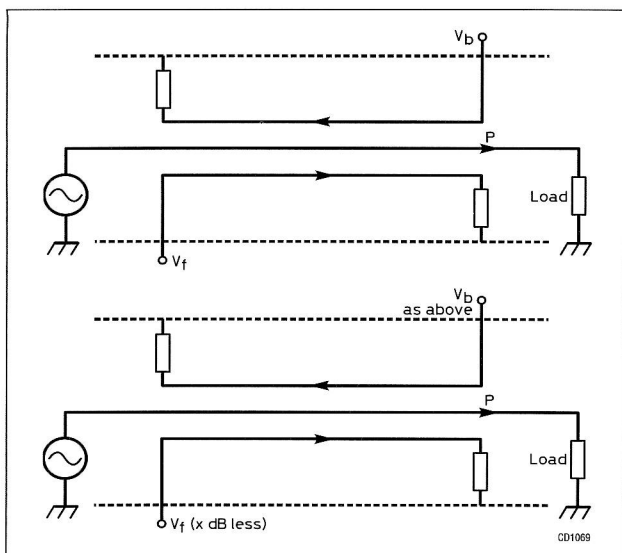 Vb
P
Load
Vf
Vb
as above
P
Load
Vf (x dB less)
CD1069